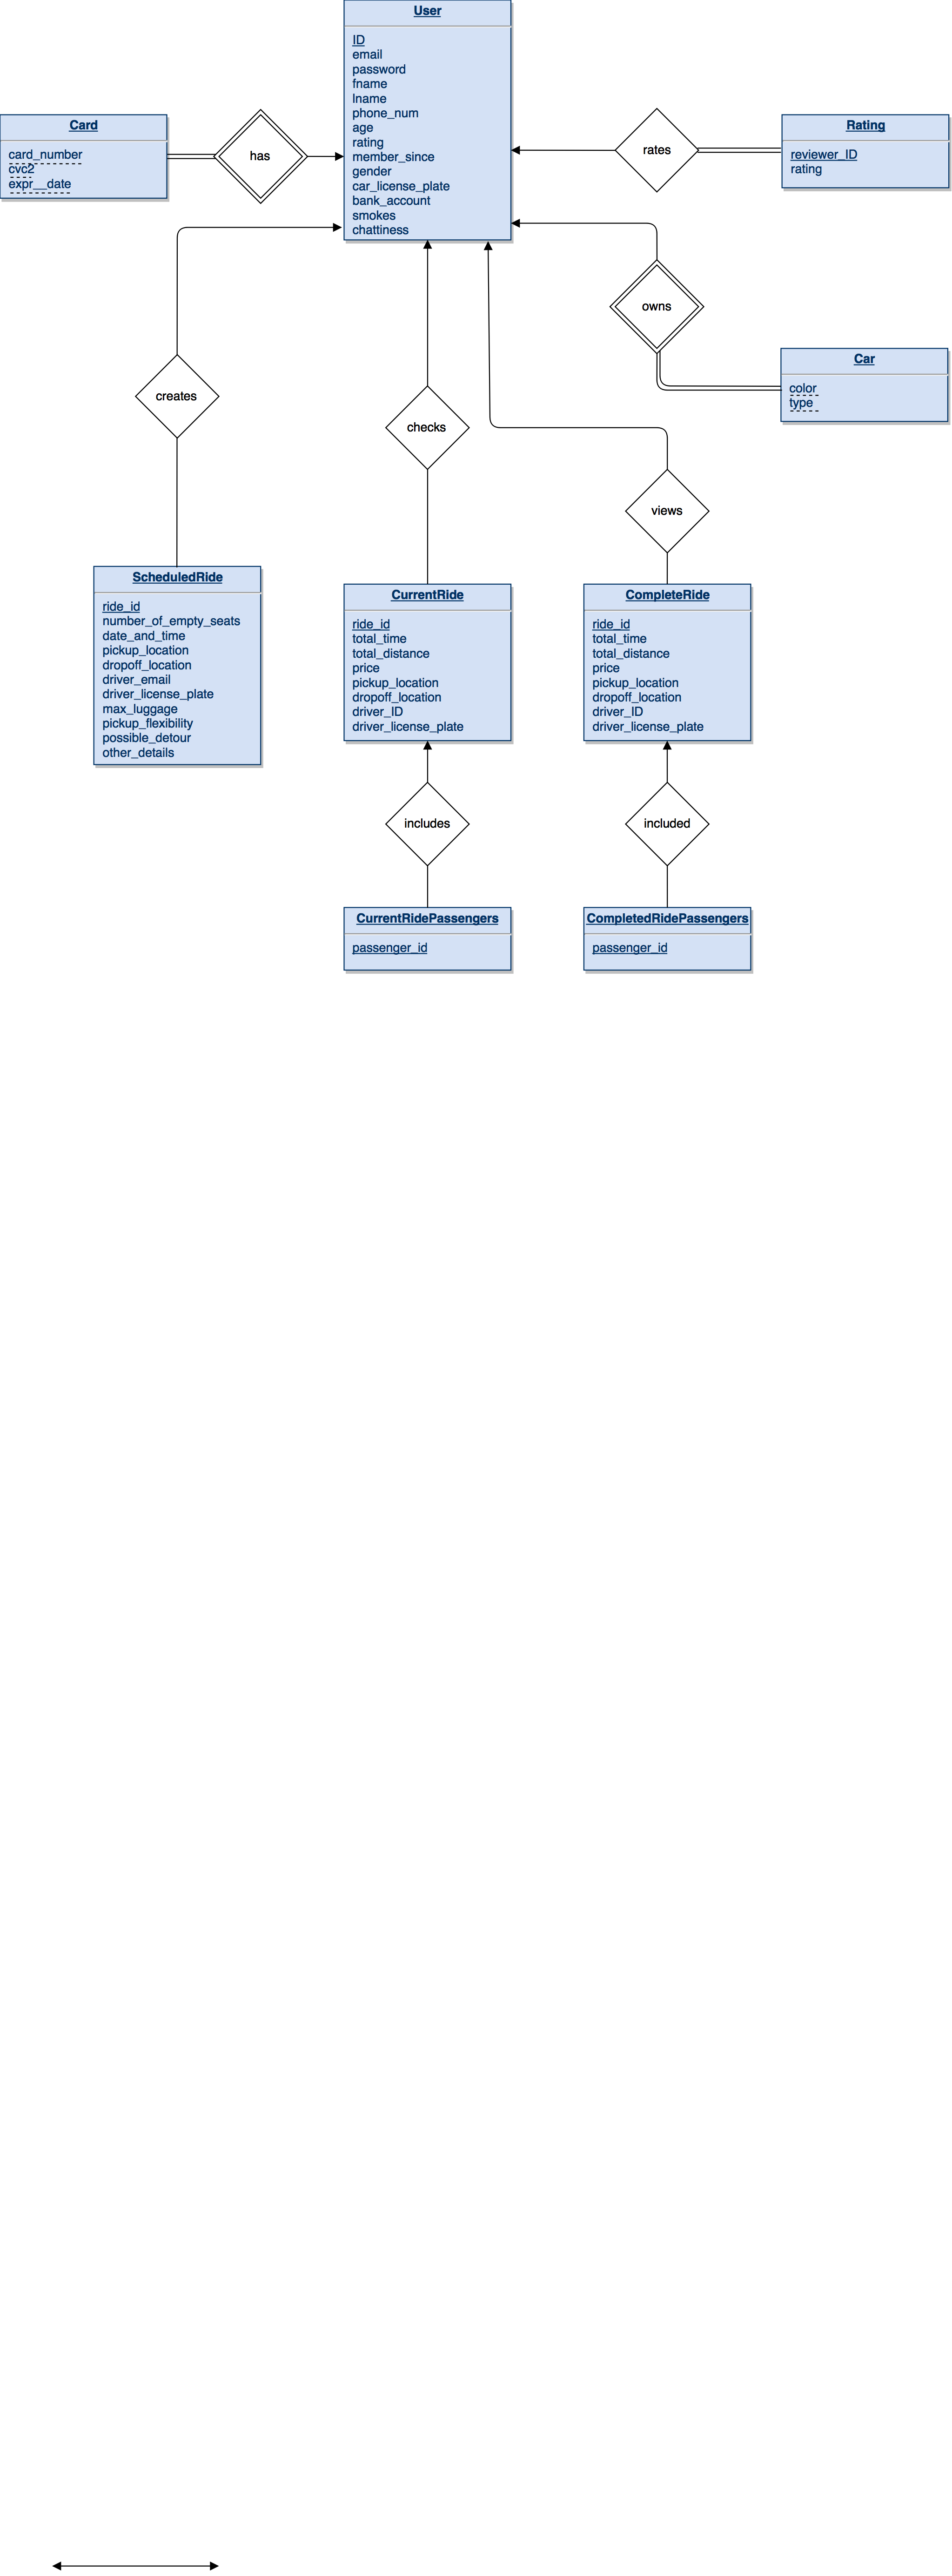 User
ID
email
password
fname
lname
phone_num
age
rating
member_since
gender
car_license_plate
bank_account
smokes
chattiness
Card
card_number
cvc2
expr__date
has
rates
Rating
reviewer_ID
rating
owns
Car
color
type
creates
checks
views
ScheduledRide
ride_id
number_of_empty_seats
date_and_time
pickup_location
dropoff_location
driver_email
driver_license_plate
max_luggage
pickup_flexibility
possible_detour
other_details
CurrentRide
ride_id
total_time
total_distance
price
pickup_location
dropoff_location
driver_ID
driver_license_plate
CompleteRide
ride_id
total_time
total_distance
price
pickup_location
dropoff_location
driver_ID
driver_license_plate
includes
included
CurrentRidePassengers
passenger_id
CompletedRidePassengers
passenger_id